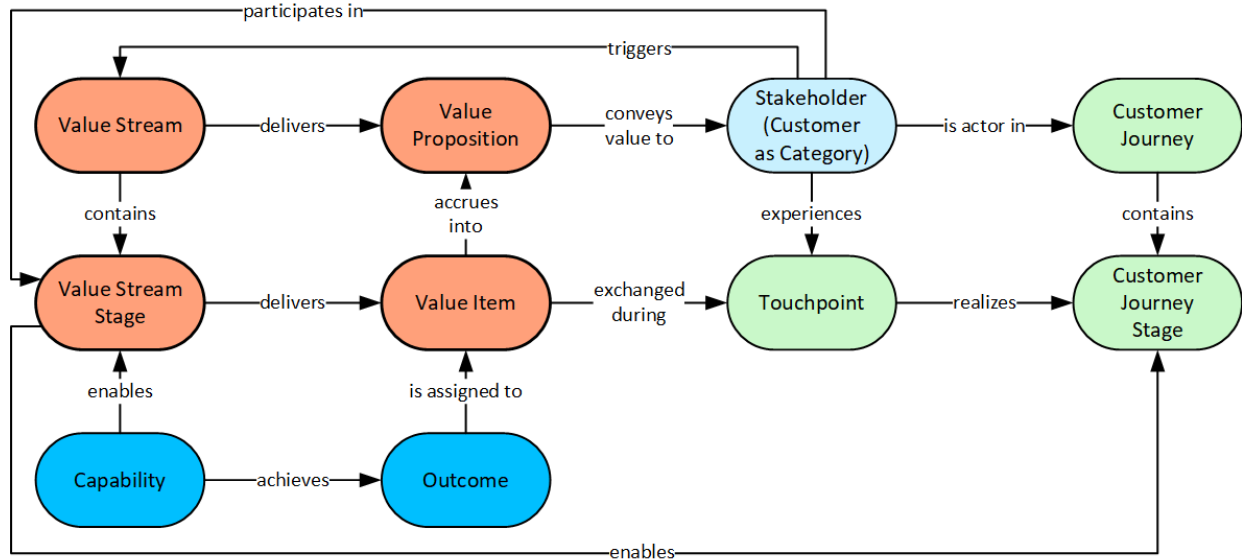 participates in
triggers
Value Stream
delivers
Value
Proposition
conveys
value to
Stakeholder
(Customer
as Category)
is actor in
Customer
Journey
contains
accrues
into
experiences
contains
Value Stream
Stage
delivers
Value Item
exchanged
during
Touchpoint
realizes
Customer
Journey
Stage
enables
is assigned to
Capability
achieves
Outcome
enables